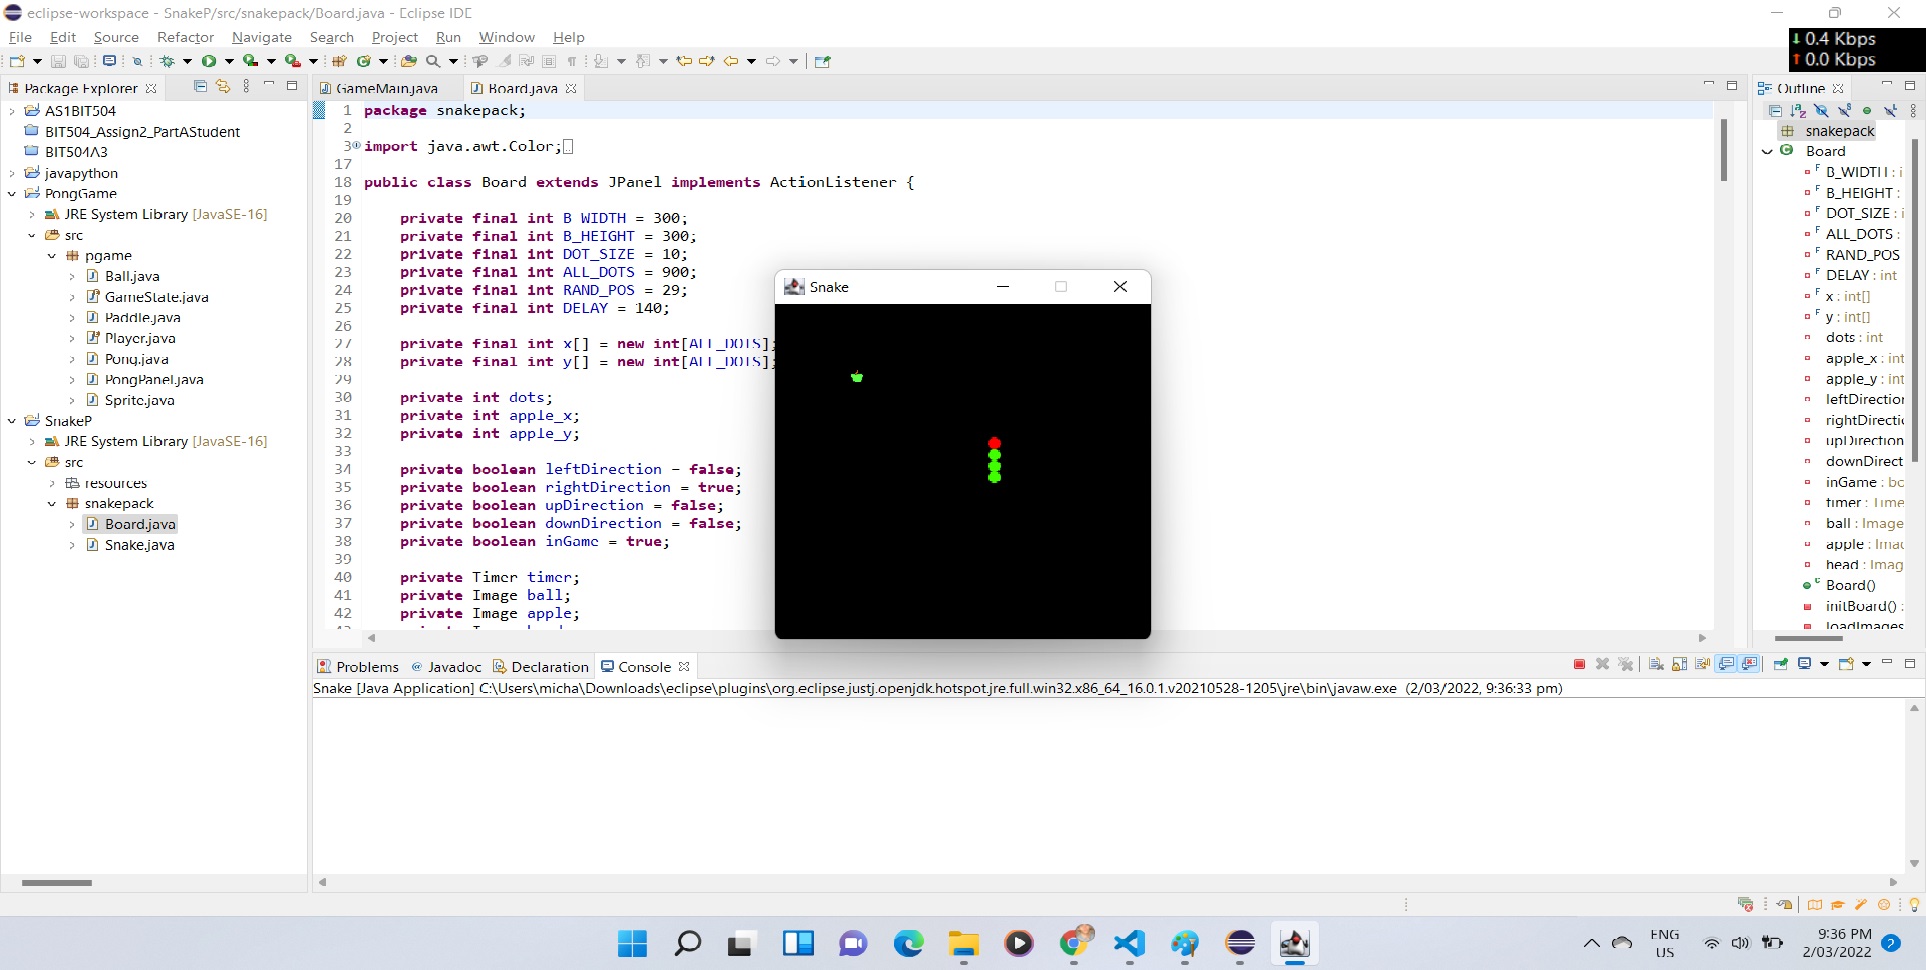 eclipse-workspace - SnakeP/src/snakepack/Board.java - Eclipse IDE
File Edit Source Refactor Navigate Search Project Run Window Help
↓ 0.4 Kbps
↑ 0.0 Kbps
Package Explorer
AS1BIT504
BIT504_Assign2_PartAStudent
BIT504A3
javapython
PongGame
JRE System Library [JavaSE-16]
src
pgame
Ball.java
GameState.java
Paddle.java
Player.java
Pong.java
PongPanel.java
Sprite.java
SnakeP
JRE System Library [JavaSE-16]
src
resources
snakepack
Board.java
Snake.java
GameMain.java Board.java
1 package snakepack;
2
3 import java.awt.Color;
17
18 public class Board extends JPanel implements ActionListener {
19
20 private final int B_WIDTH = 300;
21 private final int B_HEIGHT = 300;
22 private final int DOT_SIZE = 10;
23 private final int ALL_DOTS = 900;
24 private final int RAND_POS = 29;
25 private final int DELAY = 140;
26
27 private final int x[] = new int[ALL_DOTS];
28 private final int y[] = new int[ALL_DOTS];
29
30 private int dots;
31 private int apple_x;
32 private int apple_y;
33
34 private boolean leftDirection = false;
35 private boolean rightDirection = true;
36 private boolean upDirection = false;
37 private boolean downDirection = false;
38 private boolean inGame = true;
39
40 private Timer timer;
41 private Image ball;
42 private Image apple;
Snake
Outline
snakepack
Board
B_WIDTH : i
B_HEIGHT :
DOT_SIZE : i
ALL_DOTS :
RAND_POS
DELAY : int
x : int[]
y : int[]
dots : int
apple_x : int
apple_y : int
leftDirection
rightDirecti
upDirection
downDirect
inGame : bo
timer : Time
ball : Image
apple : Imag
head : Imag
Board()
initBoard() :
loadImages
Problems Javadoc Declaration Console
Snake [Java Application] C:\Users\micha\Downloads\eclipse\plugins\org.eclipse.justj.openjdk.hotspot.jre.full.win32.x86_64_16.0.1.v20210528-1205\jre\bin\javaw.exe (2/03/2022, 9:36:33 pm)
ENG
US
9:36 PM
2/03/2022
2